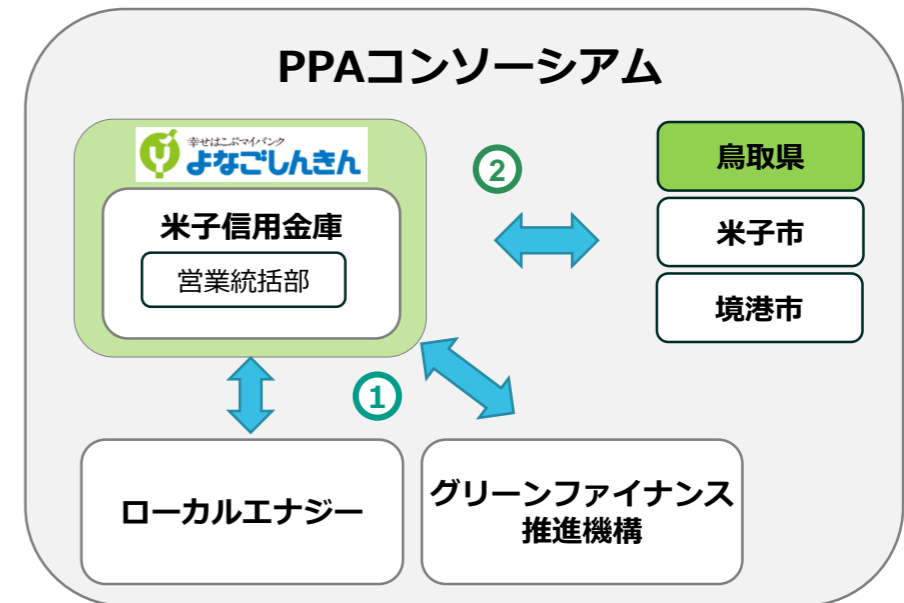 PPAコンソーシアム
幸せはこぶマイバンク
よなごしんきん
米子信用金庫
営業統括部
②
鳥取県
米子市
境港市
①
ローカルエナジー
グリーンファイナンス
推進機構